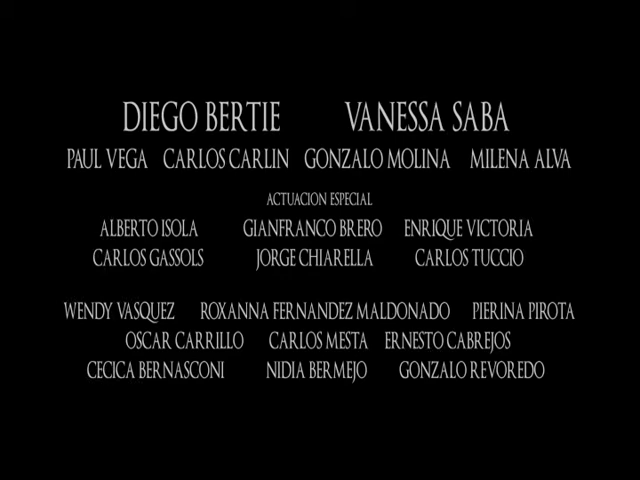 DIEGO BERTIE VANESSA SABA
PAUL VEGA CARLOS CARLIN GONZALO MOLINA MILENA ALVA
ACTUACION ESPECIAL
ALBERTO ISOLA GIANFRANCO BRERO ENRIQUE VICTORIA
CARLOS GASSOLS JORGE CHIARELLA CARLOS TUCCIO
WENDY VASQUEZ ROXANNA FERNANDEZ MALDONADO PIERINA PIROTA
OSCAR CARRILLO CARLOS MESTA ERNESTO CABREJOS
CECICA BERNASCONI NIDIA BERMEJO GONZALO REVOREDO